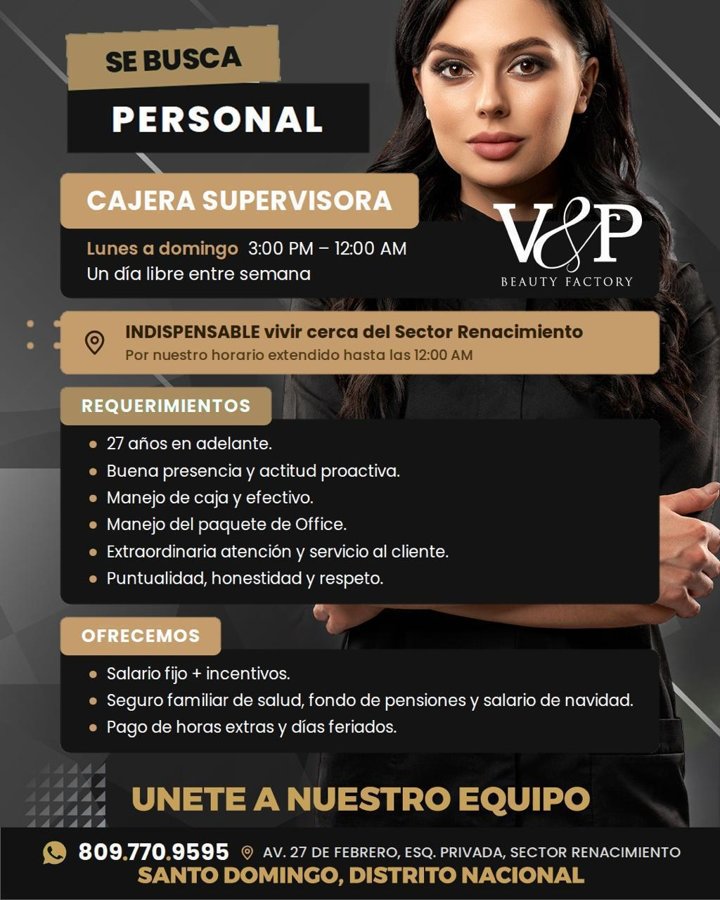 SE BUSCA
PERSONAL
CAJERA SUPERVISORA
Lunes a domingo 3:00 PM – 12:00 AM
Un día libre entre semana
V&P
BEAUTY FACTORY
INDISPENSABLE vivir cerca del Sector Renacimiento
Por nuestro horario extendido hasta las 12:00 AM
REQUERIMIENTOS
• 27 años en adelante.
• Buena presencia y actitud proactiva.
• Manejo de caja y efectivo.
• Manejo del paquete de Office.
• Extraordinaria atención y servicio al cliente.
• Puntualidad, honestidad y respeto.
OFRECEMOS
• Salario fijo + incentivos.
• Seguro familiar de salud, fondo de pensiones y salario de navidad.
• Pago de horas extras y días feriados.
UNETE A NUESTRO EQUIPO
809.770.9595 AV. 27 DE FEBRERO, ESQ. PRIVADA, SECTOR RENACIMIENTO
SANTO DOMINGO, DISTRITO NACIONAL